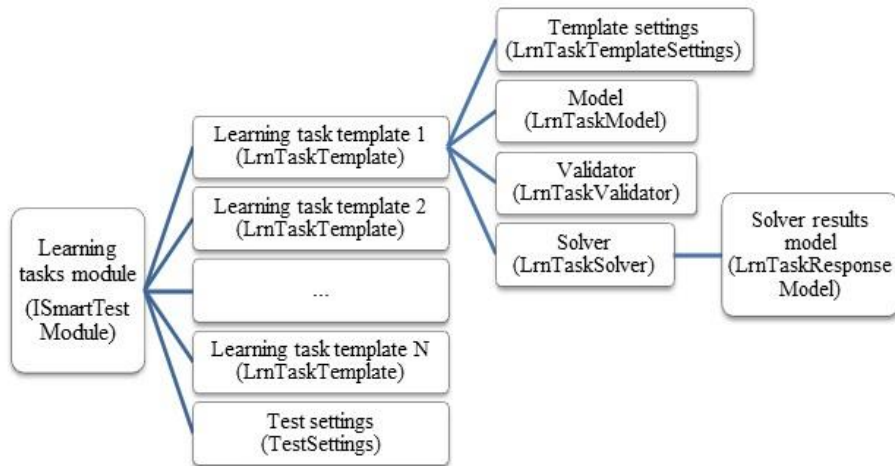 Learning
tasks module
(ISmartTest
Module)
Learning task template 1
(LrnTaskTemplate)
Learning task template 2
(LrnTaskTemplate)
...
Learning task template N
(LrnTaskTemplate)
Test settings
(TestSettings)
Template settings
(LrnTaskTemplateSettings)
Model
(LrnTaskModel)
Validator
(LrnTaskValidator)
Solver
(LrnTaskSolver)
Solver results
model
(LrnTaskResponse
Model)